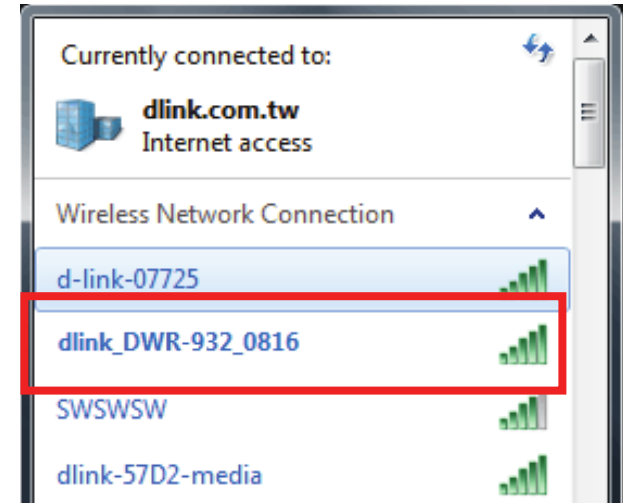 Currently connected to:
dlink.com.tw
Internet access
Wireless Network Connection
d-link-07725
dlink_DWR-932_0816
SWSWSW
dlink-57D2-media